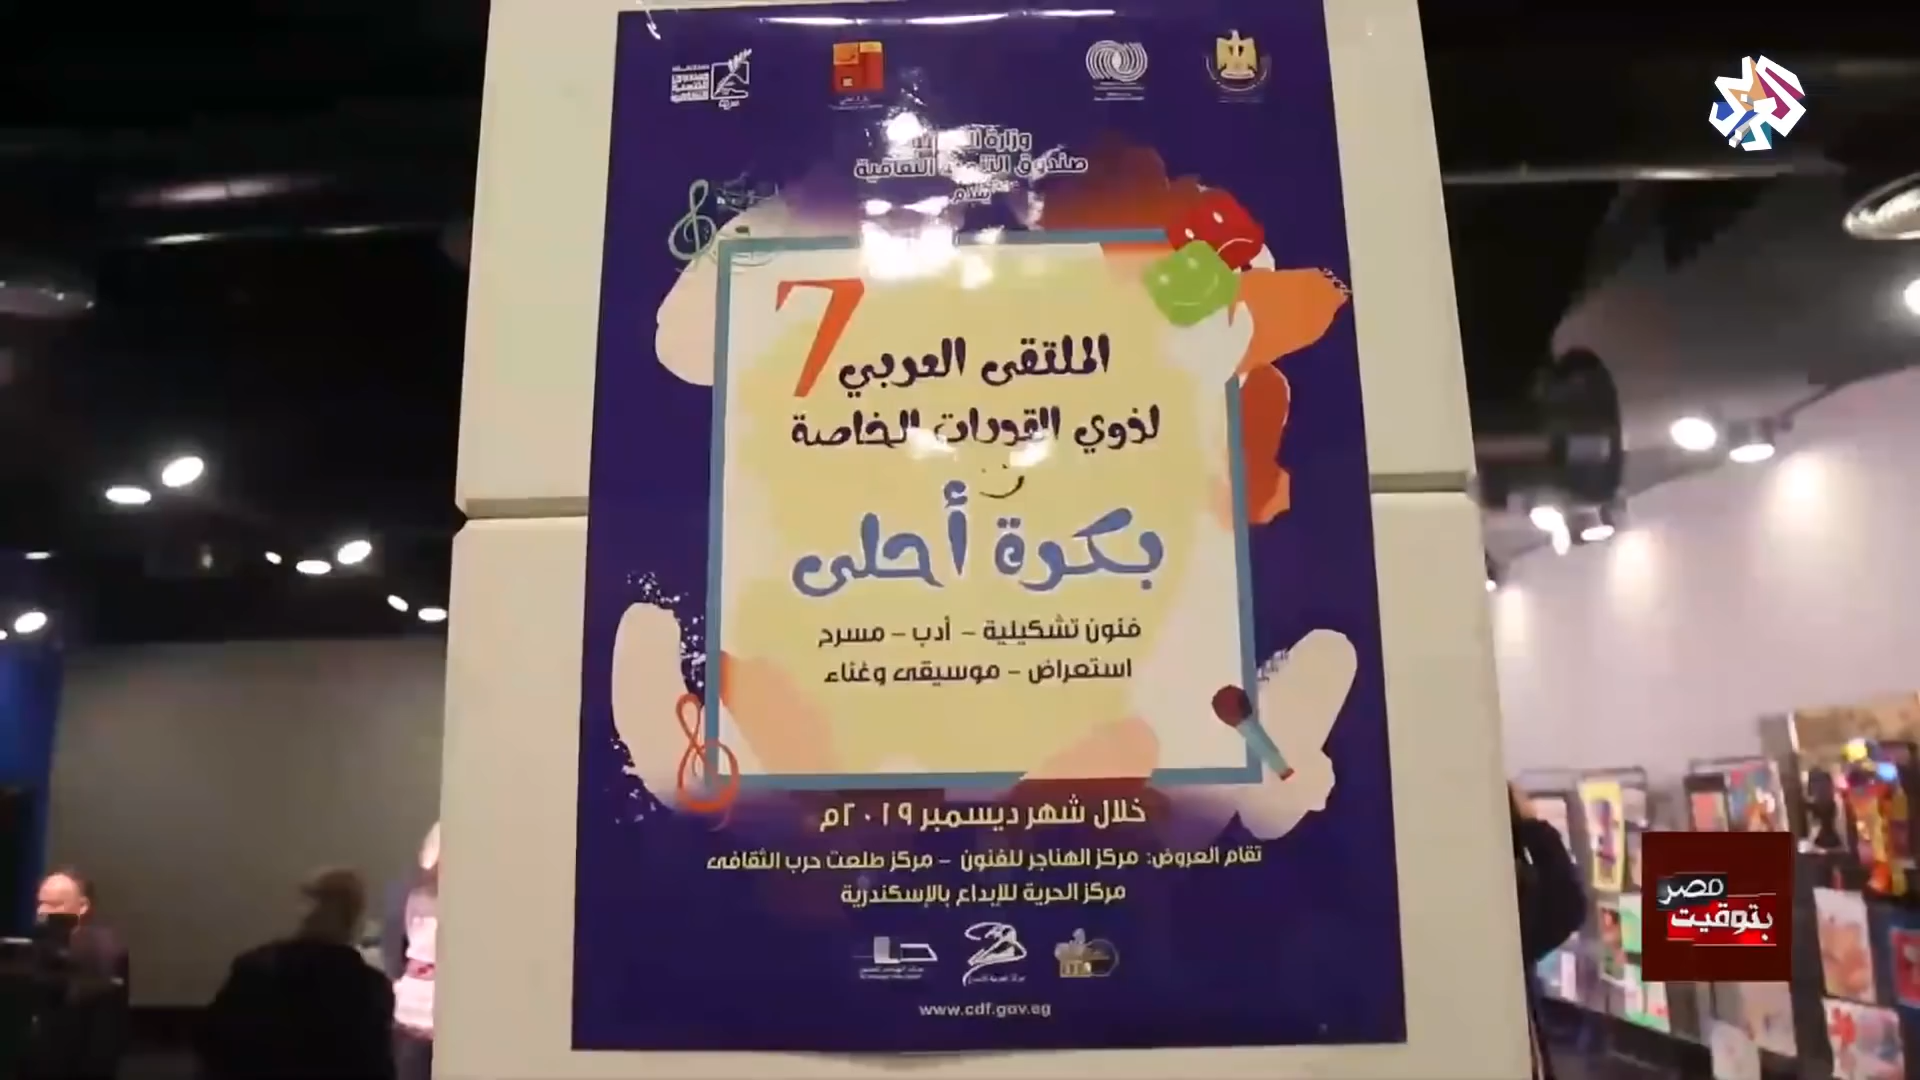 وزارة
صندوق التنمية الثقافية
7
الملتقى العربي
لذوي القدرات الخاصة
بكرة أحلى
فنون تشكيلية - أدب - مسرح
استعراض - موسيقى وغناء
خلال شهر ديسمبر ٢٠١٩م
تقام العروض: مركز الهناجر للفنون - مركز طلعت حرب الثقافى
مركز الحرية للإبداع بالإسكندرية
www.cdf.gov.eg
مصر
بتوقيت